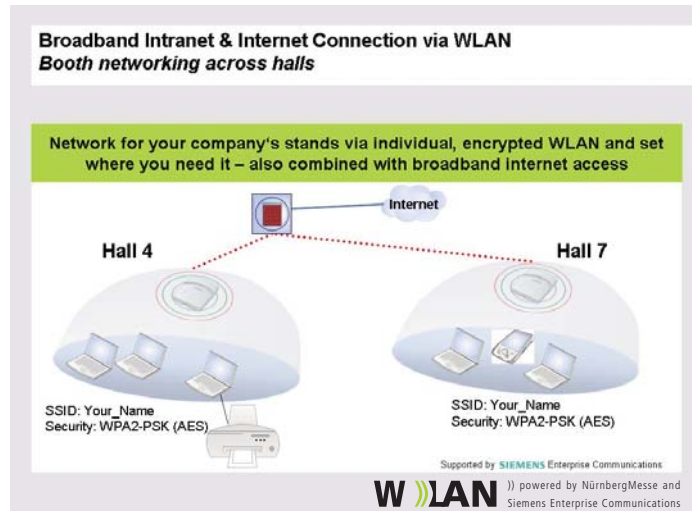 Broadband Intranet & Internet Connection via WLAN
Booth networking across halls
Network for your company's stands via individual, encrypted WLAN and set
where you need it – also combined with broadband internet access
Internet
Hall 4
Hall 7
SSID: Your_Name
Security: WPA2-PSK (AES)
SSID: Your_Name
Security: WPA2-PSK (AES)
Supported by SIEMENS Enterprise Communications
W))LAN
)) powered by NürnbergMesse and
Siemens Enterprise Communications